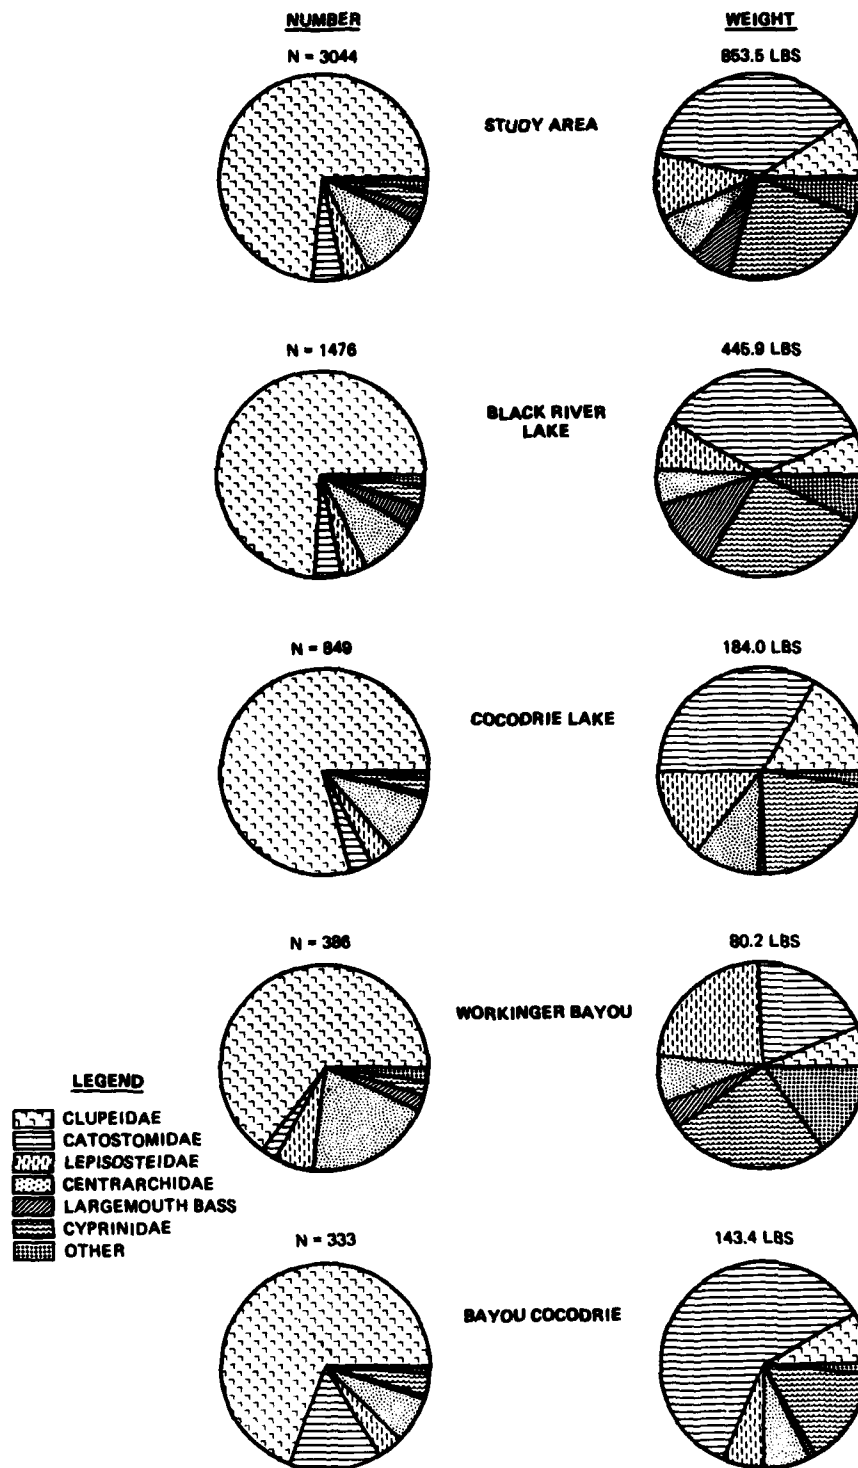 NUMBER
WEIGHT
N = 3044
853.5 LBS
STUDY AREA
N = 1476
445.9 LBS
BLACK RIVER
LAKE
N = 849
184.0 LBS
COCODRIE LAKE
N = 386
80.2 LBS
WORKINGER BAYOU
LEGEND
CLUPEIDAE
CATOSTOMIDAE
LEPISOSTEIDAE
CENTRARCHIDAE
LARGEMOUTH BASS
CYPRINIDAE
OTHER
N = 333
143.4 LBS
BAYOU COCODRIE